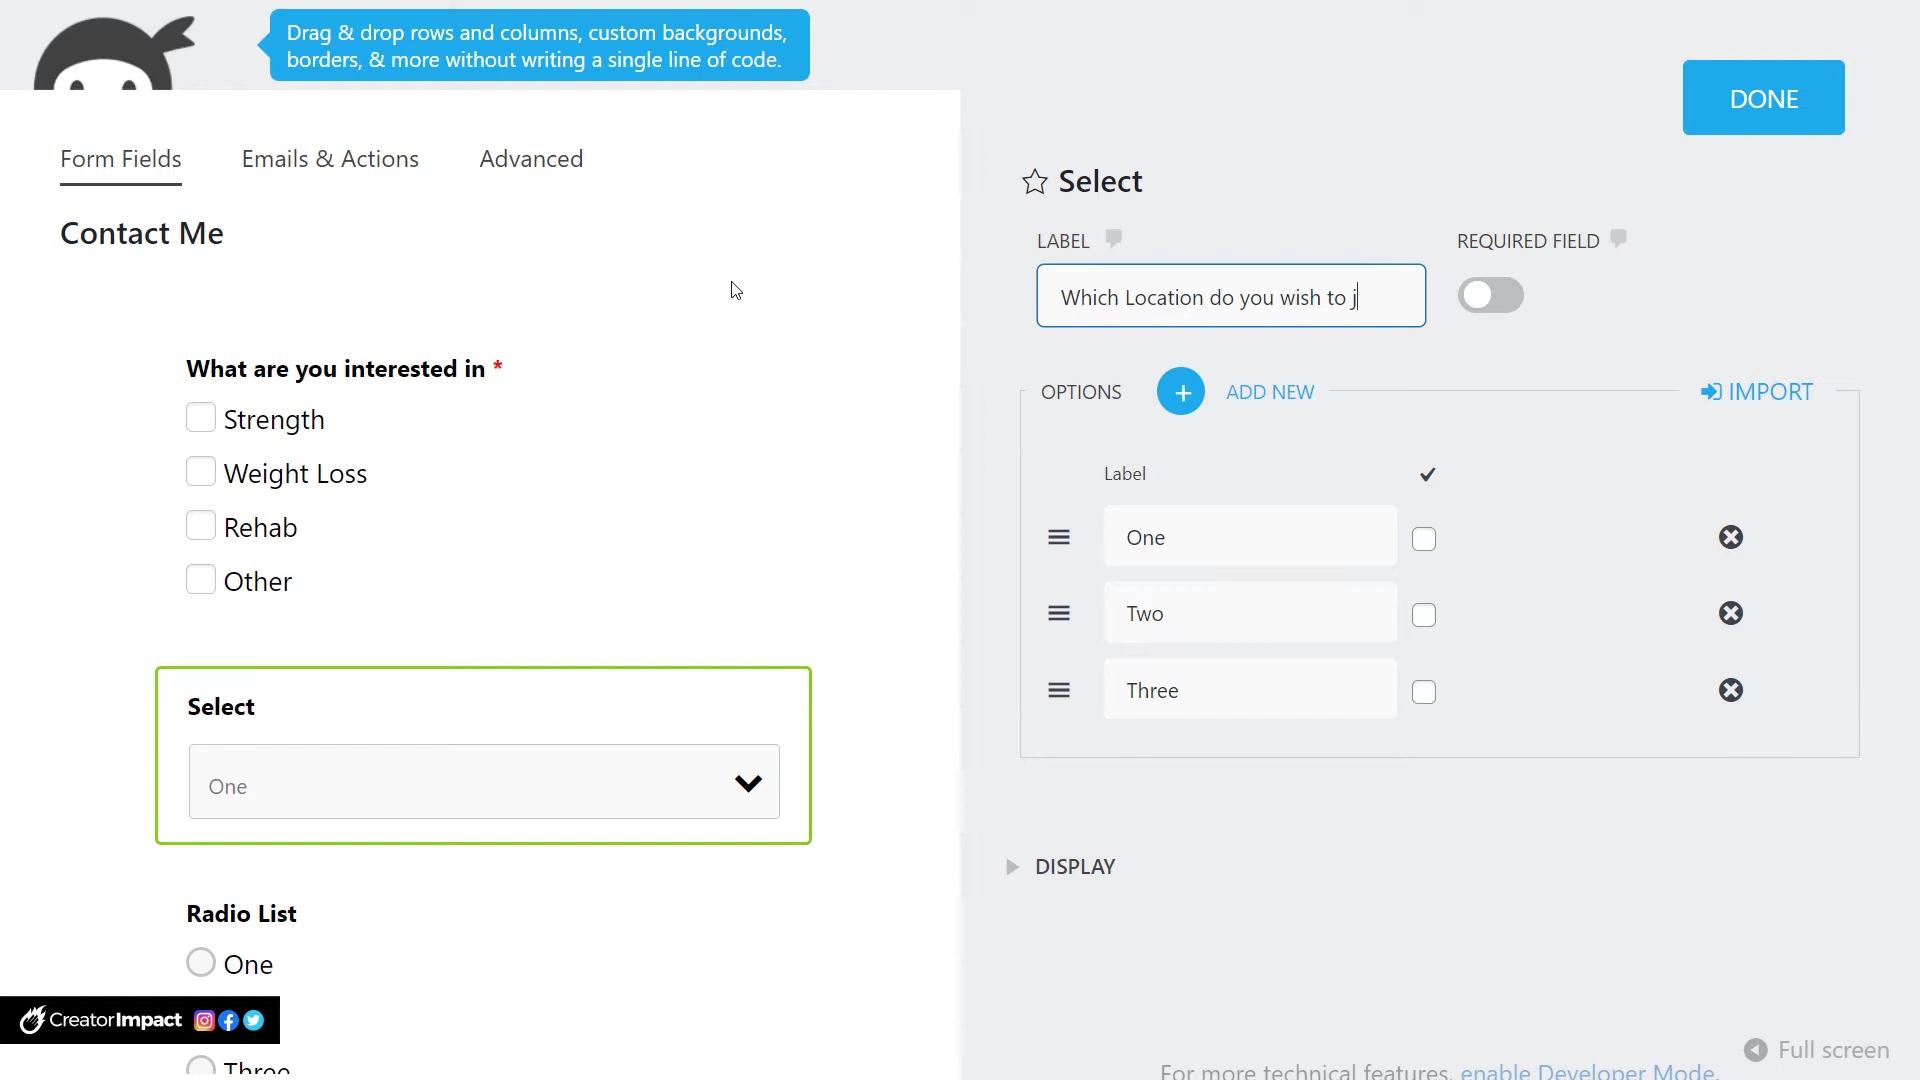 Drag & drop rows and columns, custom backgrounds,
borders, & more without writing a single line of code.
DONE
Form Fields
Emails & Actions
Advanced
Contact Me
What are you interested in *
Strength
Weight Loss
Rehab
Other
Select
One
Radio List
One
Three
CreatorImpact
Select
LABEL
REQUIRED FIELD
Which Location do you wish to j
OPTIONS
+
ADD NEW
IMPORT
Label
One
Two
Three
DISPLAY
Full screen
For more technical features, enable Developer Mode.